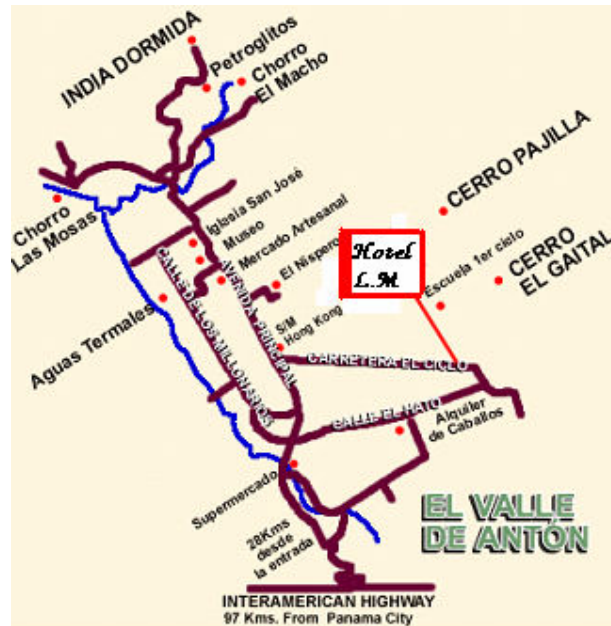 INDIA DORMIDA
Petroglitos
Chorro
El Macho
Chorro
Las Mosas
Iglesia San José
Museo
Mercado Artesanal
El Nispero
CERRO PAJILLA
Hotel
L.M
Escuela 1er ciclo
CERRO
EL GAITAL
Aguas Termales
CALLE DE LOS MILLONARIOS
AVENIDA PRINCIPAL
S/M
Hong Kong
CARRETERA EL CICLO
CALLE EL HATO
Alquiler
de Caballos
Supermercado
28Kms
desde
la entrada
EL VALLE
DE ANTÓN
INTERAMERICAN HIGHWAY
97 Kms. From Panama City